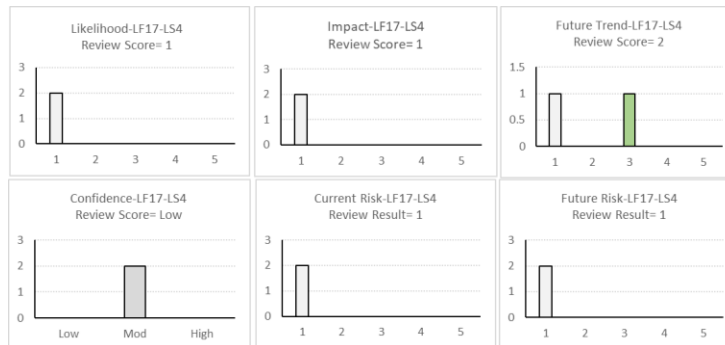 Likelihood-LF17-LS4
Review Score= 1
3
2
1
0
1 2 3 4 5
Impact-LF17-LS4
Review Score= 1
3
2
1
0
1 2 3 4 5
Future Trend-LF17-LS4
Review Score= 2
1.5
1
0.5
0
1 2 3 4 5
Confidence-LF17-LS4
Review Score= Low
3
2
1
0
Low Mod High
Current Risk-LF17-LS4
Review Result= 1
3
2
1
0
1 2 3 4 5
Future Risk-LF17-LS4
Review Result= 1
3
2
1
0
1 2 3 4 5